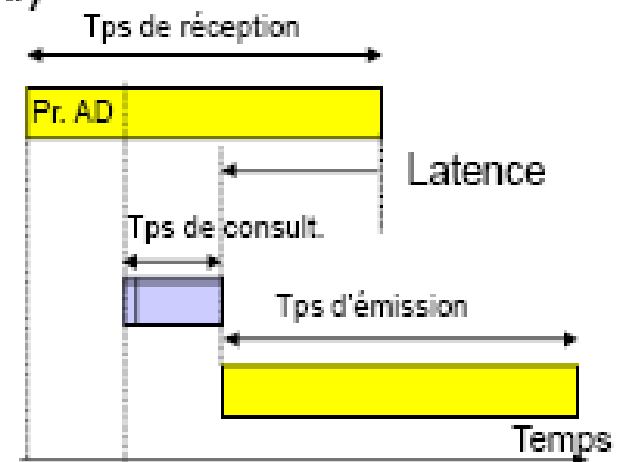 Tps de réception
Pr. AD
Latence
Tps de consult.
Tps d'émission
Temps